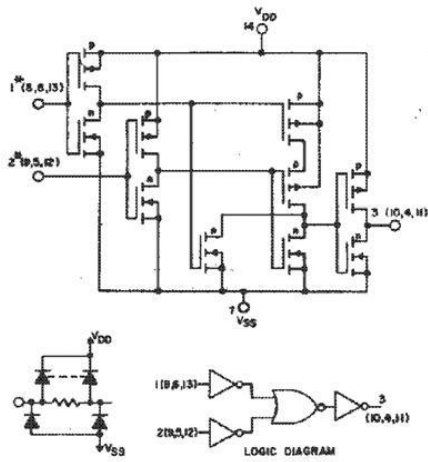 VDD
14
p
1 * (8,6,13)
n
p
p
2 * (9,5,12)
p
p
n
3 (10,4,11)
n
n
n
7
VSS
VDD
VSS
1(8,6,13)
3
(10,4,11)
2(9,5,12)
LOGIC DIAGRAM